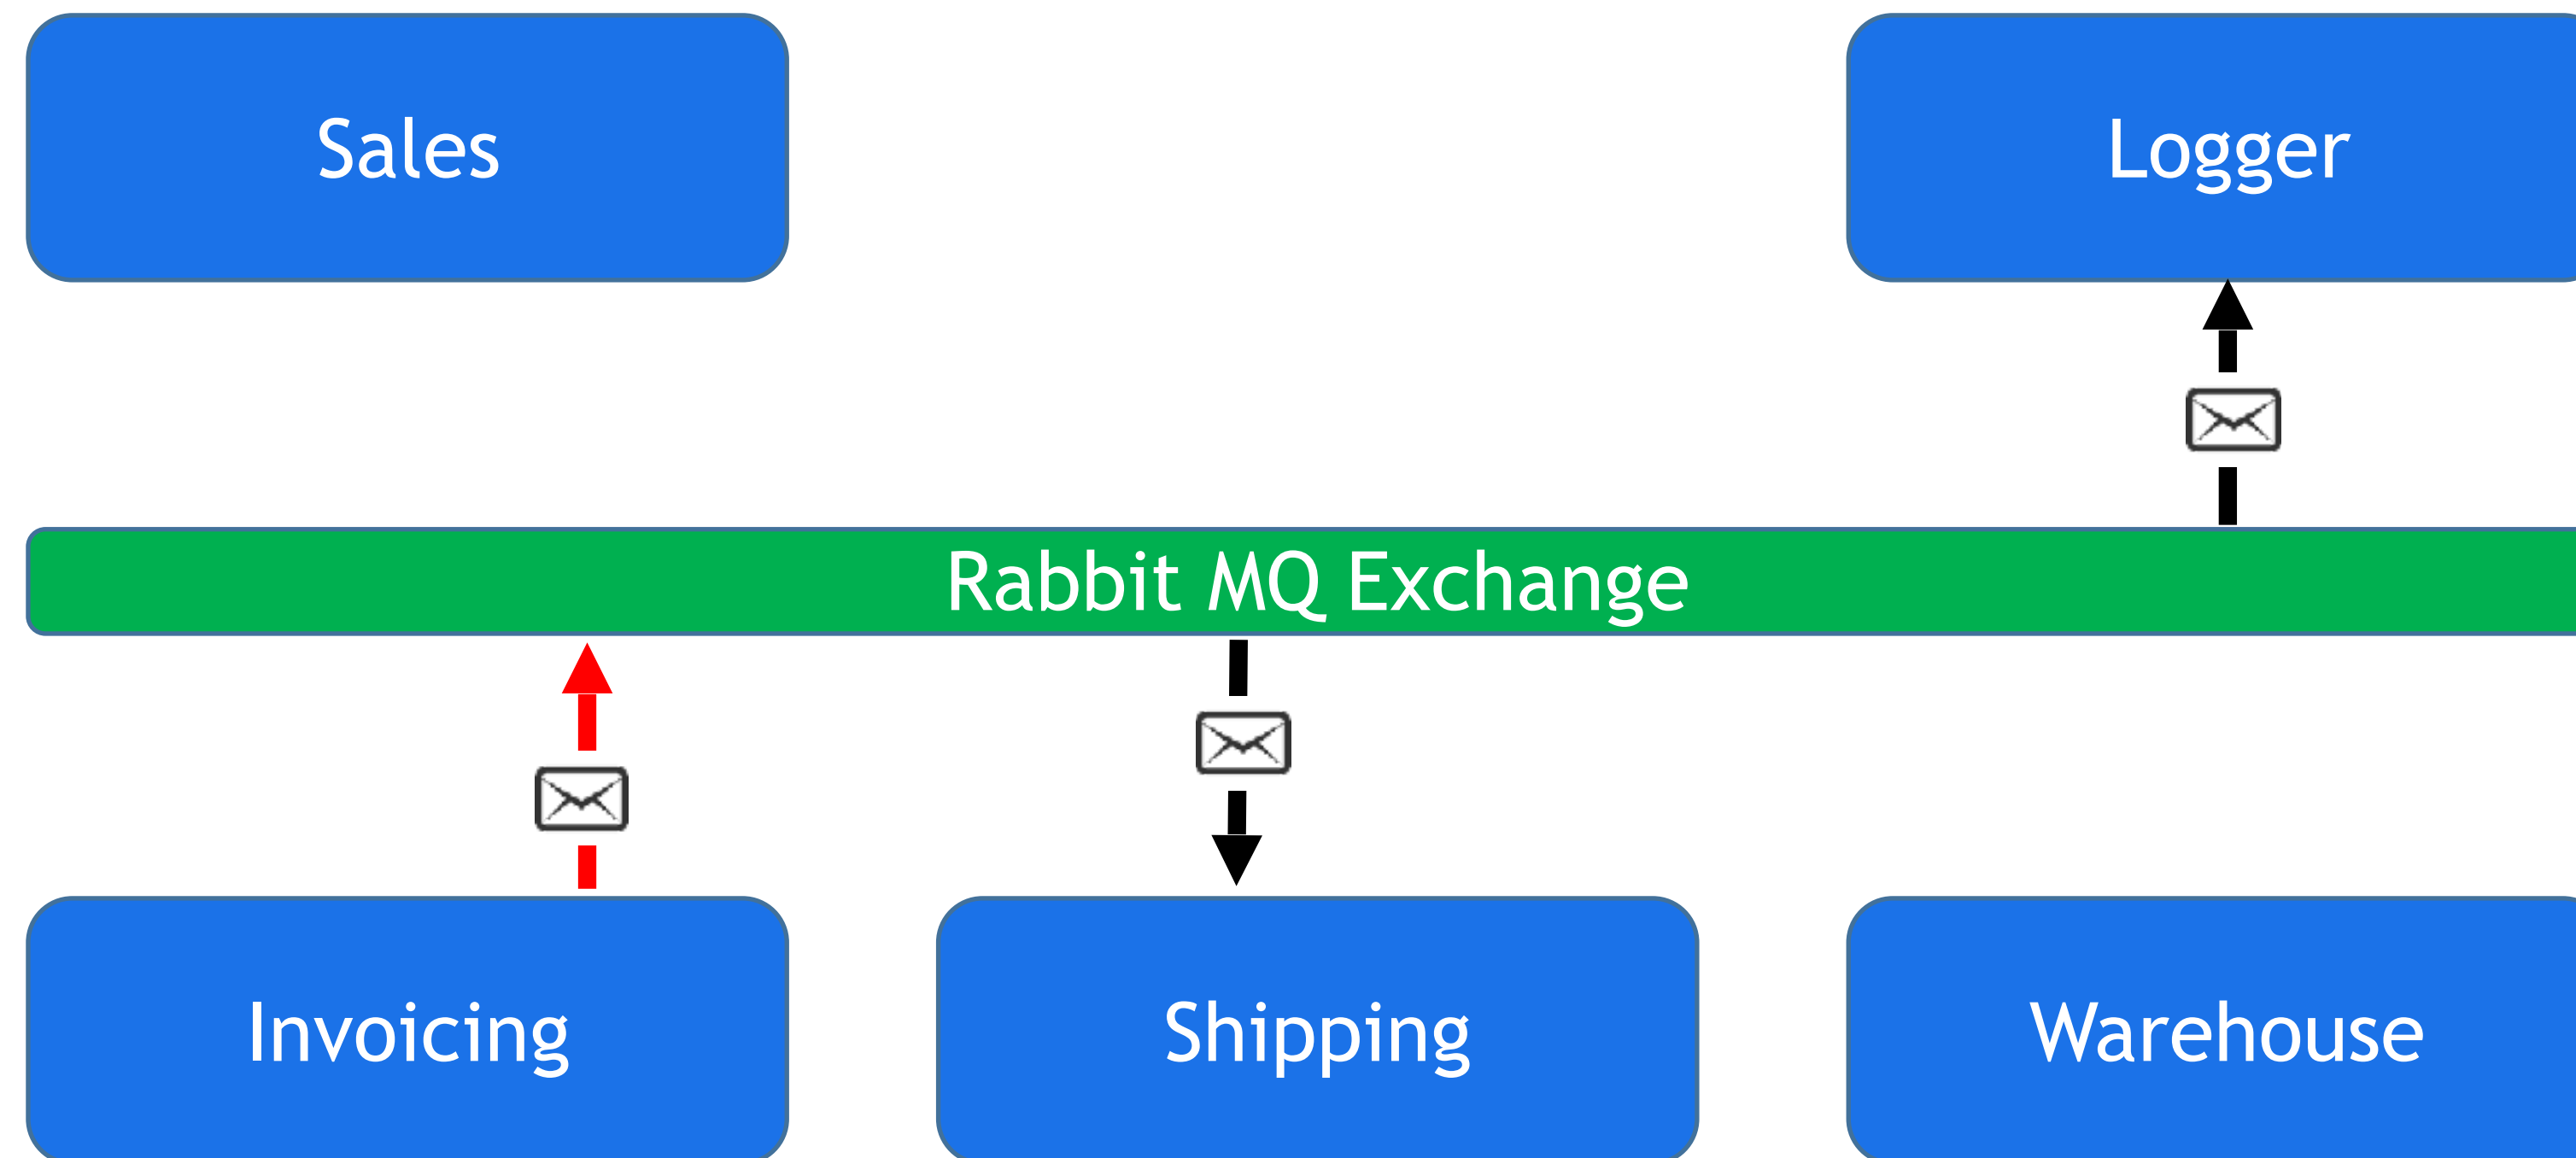 Sales
Logger
Rabbit MQ Exchange
Invoicing
Shipping
Warehouse